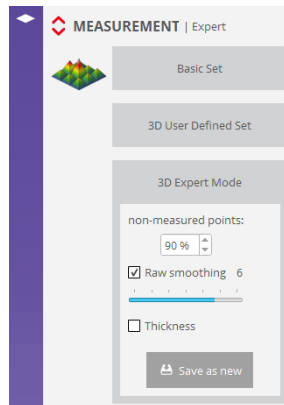 MEASUREMENT | Expert
Basic Set
3D User Defined Set
3D Expert Mode
non-measured points:
90 %
Raw smoothing 6
Thickness
Save as new